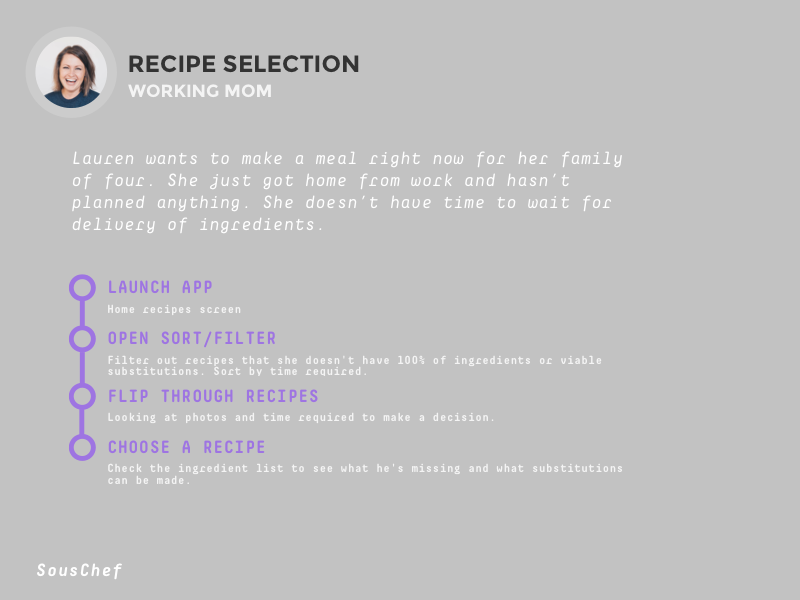 RECIPE SELECTION
WORKING MOM
Lauren wants to make a meal right now for her family
of four. She just got home from work and hasn't
planned anything. She doesn't have time to wait for
delivery of ingredients.
LAUNCH APP
Home recipes screen
OPEN SORT/FILTER
Filter out recipes that she doesn't have 100% of ingredients or viable
substitutions. Sort by time required.
FLIP THROUGH RECIPES
Looking at photos and time required to make a decision.
CHOOSE A RECIPE
Check the ingredient list to see what he's missing and what substitutions
can be made.
SousChef